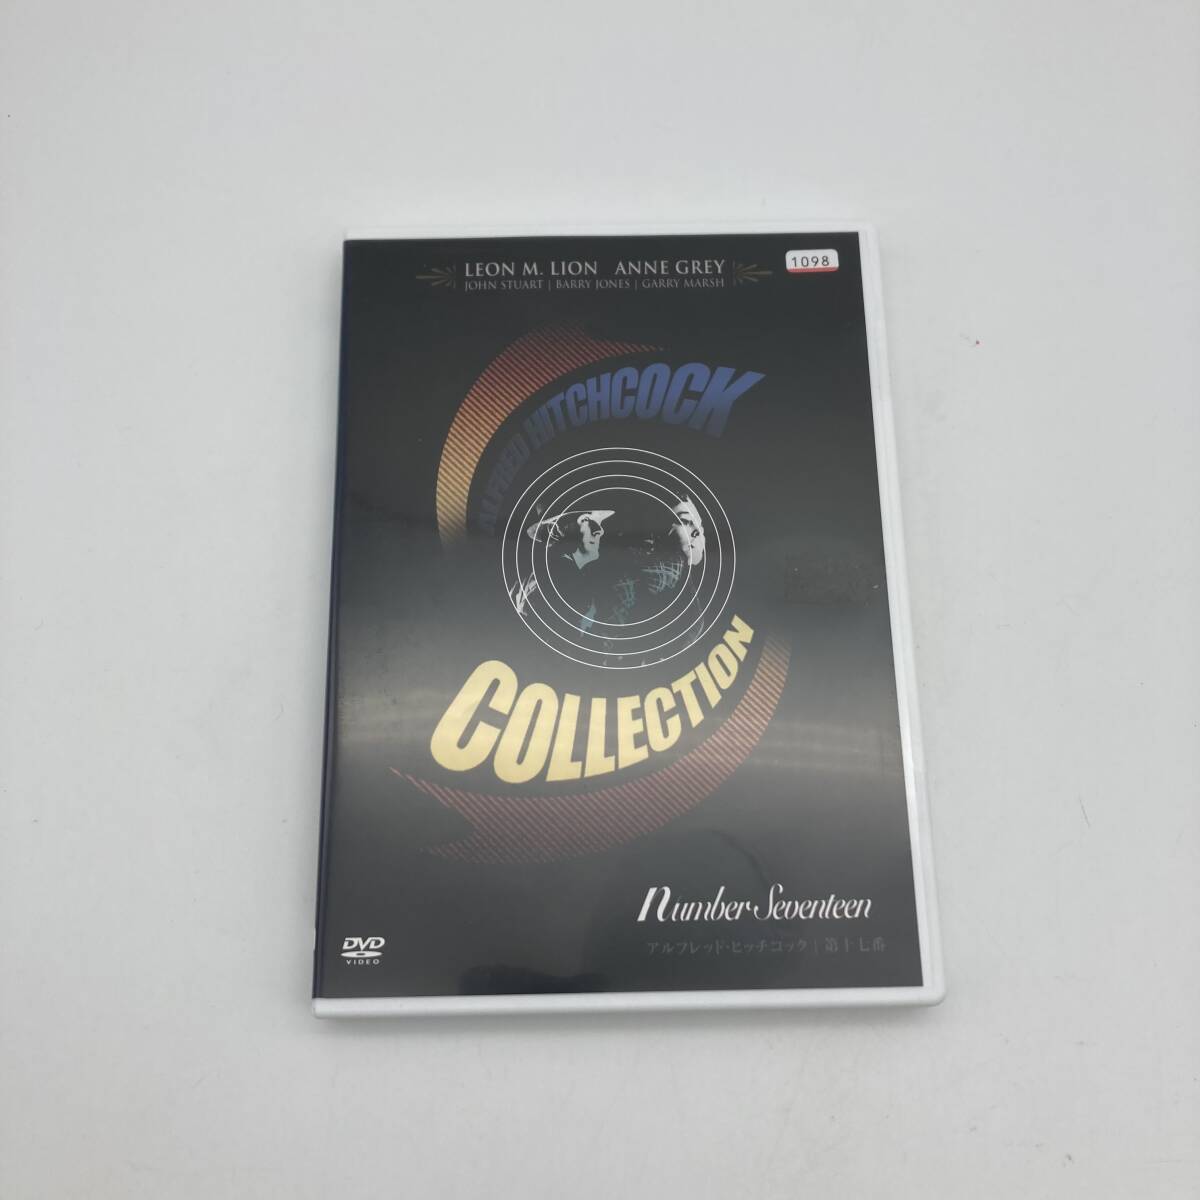 LEON M. LION ANNE GREY
JOHN STUART | BARRY JONES | GARRY MARSH
1098
ALFRED HITCHCOCK
COLLECTION
Number Seventeen
アルフレッド・ヒッチコック | 第十七番
DVD
VIDEO